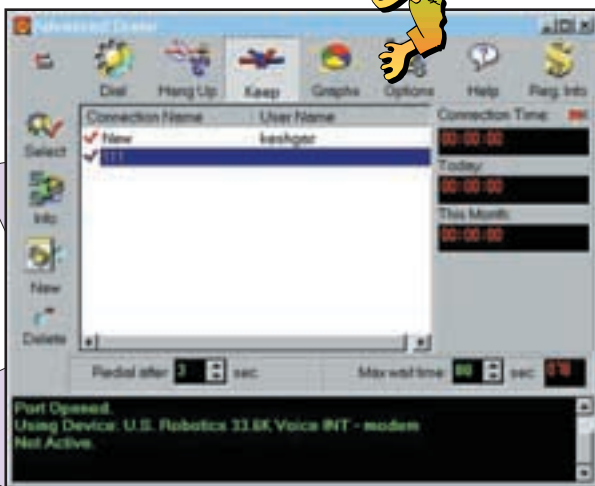 Advanced Dialer
Dial Hang Up Keep Graphs Options Help Reg. Info
Select
Info
New
Delete
Connection Name User Name
New keshger
111
Connection Time:
00:00:00
Today:
00:00:00
This Month:
00:00:00
Redial after 3 sec. Max wait time 60 sec.
Port Opened.
Using Device: U.S. Robotics 33.6K Voice INT - modem
Not Active.